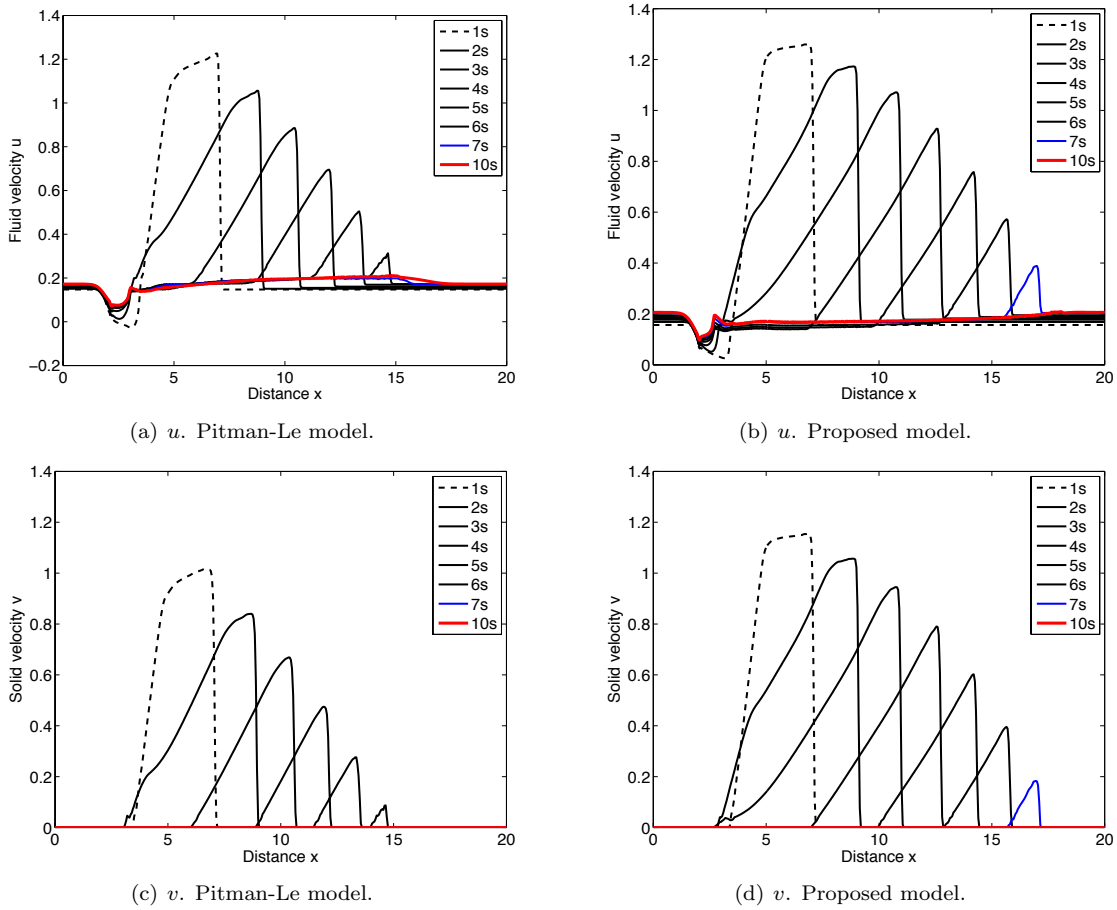 1.4
1.2
1
0.8
0.6
0.4
0.2
0
−0.2
Fluid velocity u
0 5 10 15 20
Distance x
1s
2s
3s
4s
5s
6s
7s
10s
(a) u. Pitman-Le model.
1.4
1.2
1
0.8
0.6
0.4
0.2
0
Fluid velocity u
0 5 10 15 20
Distance x
1s
2s
3s
4s
5s
6s
7s
10s
(b) u. Proposed model.
1.4
1.2
1
0.8
0.6
0.4
0.2
0
Solid velocity v
0 5 10 15 20
Distance x
1s
2s
3s
4s
5s
6s
7s
10s
(c) v. Pitman-Le model.
1.4
1.2
1
0.8
0.6
0.4
0.2
0
Solid velocity v
0 5 10 15 20
Distance x
1s
2s
3s
4s
5s
6s
7s
10s
(d) v. Proposed model.